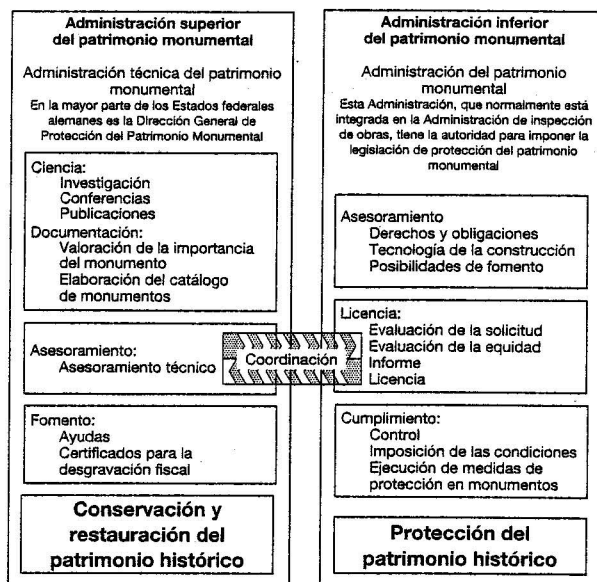 Administración superior
del patrimonio monumental
Administración técnica del patrimonio
monumental
En la mayor parte de los Estados federales
alemanes es la Dirección General de
Protección del Patrimonio Monumental
Ciencia:
Investigación
Conferencias
Publicaciones
Documentación:
Valoración de la importancia
del monumento
Elaboración del catálogo
de monumentos
Asesoramiento:
Asesoramiento técnico
Fomento:
Ayudas
Certificados para la
desgravación fiscal
Conservación y
restauración del
patrimonio histórico
Coordinación
Administración inferior
del patrimonio monumental
Administración del patrimonio
monumental
Esta Administración, que normalmente está
integrada en la Administración de inspección
de obras, tiene la autoridad para imponer la
legislación de protección del patrimonio
monumental
Asesoramiento
Derechos y obligaciones
Tecnología de la construcción
Posibilidades de fomento
Licencia:
Evaluación de la solicitud
Evaluación de la equidad
Informe
Licencia
Cumplimiento:
Control
Imposición de las condiciones
Ejecución de medidas de
protección en monumentos
Protección del
patrimonio histórico